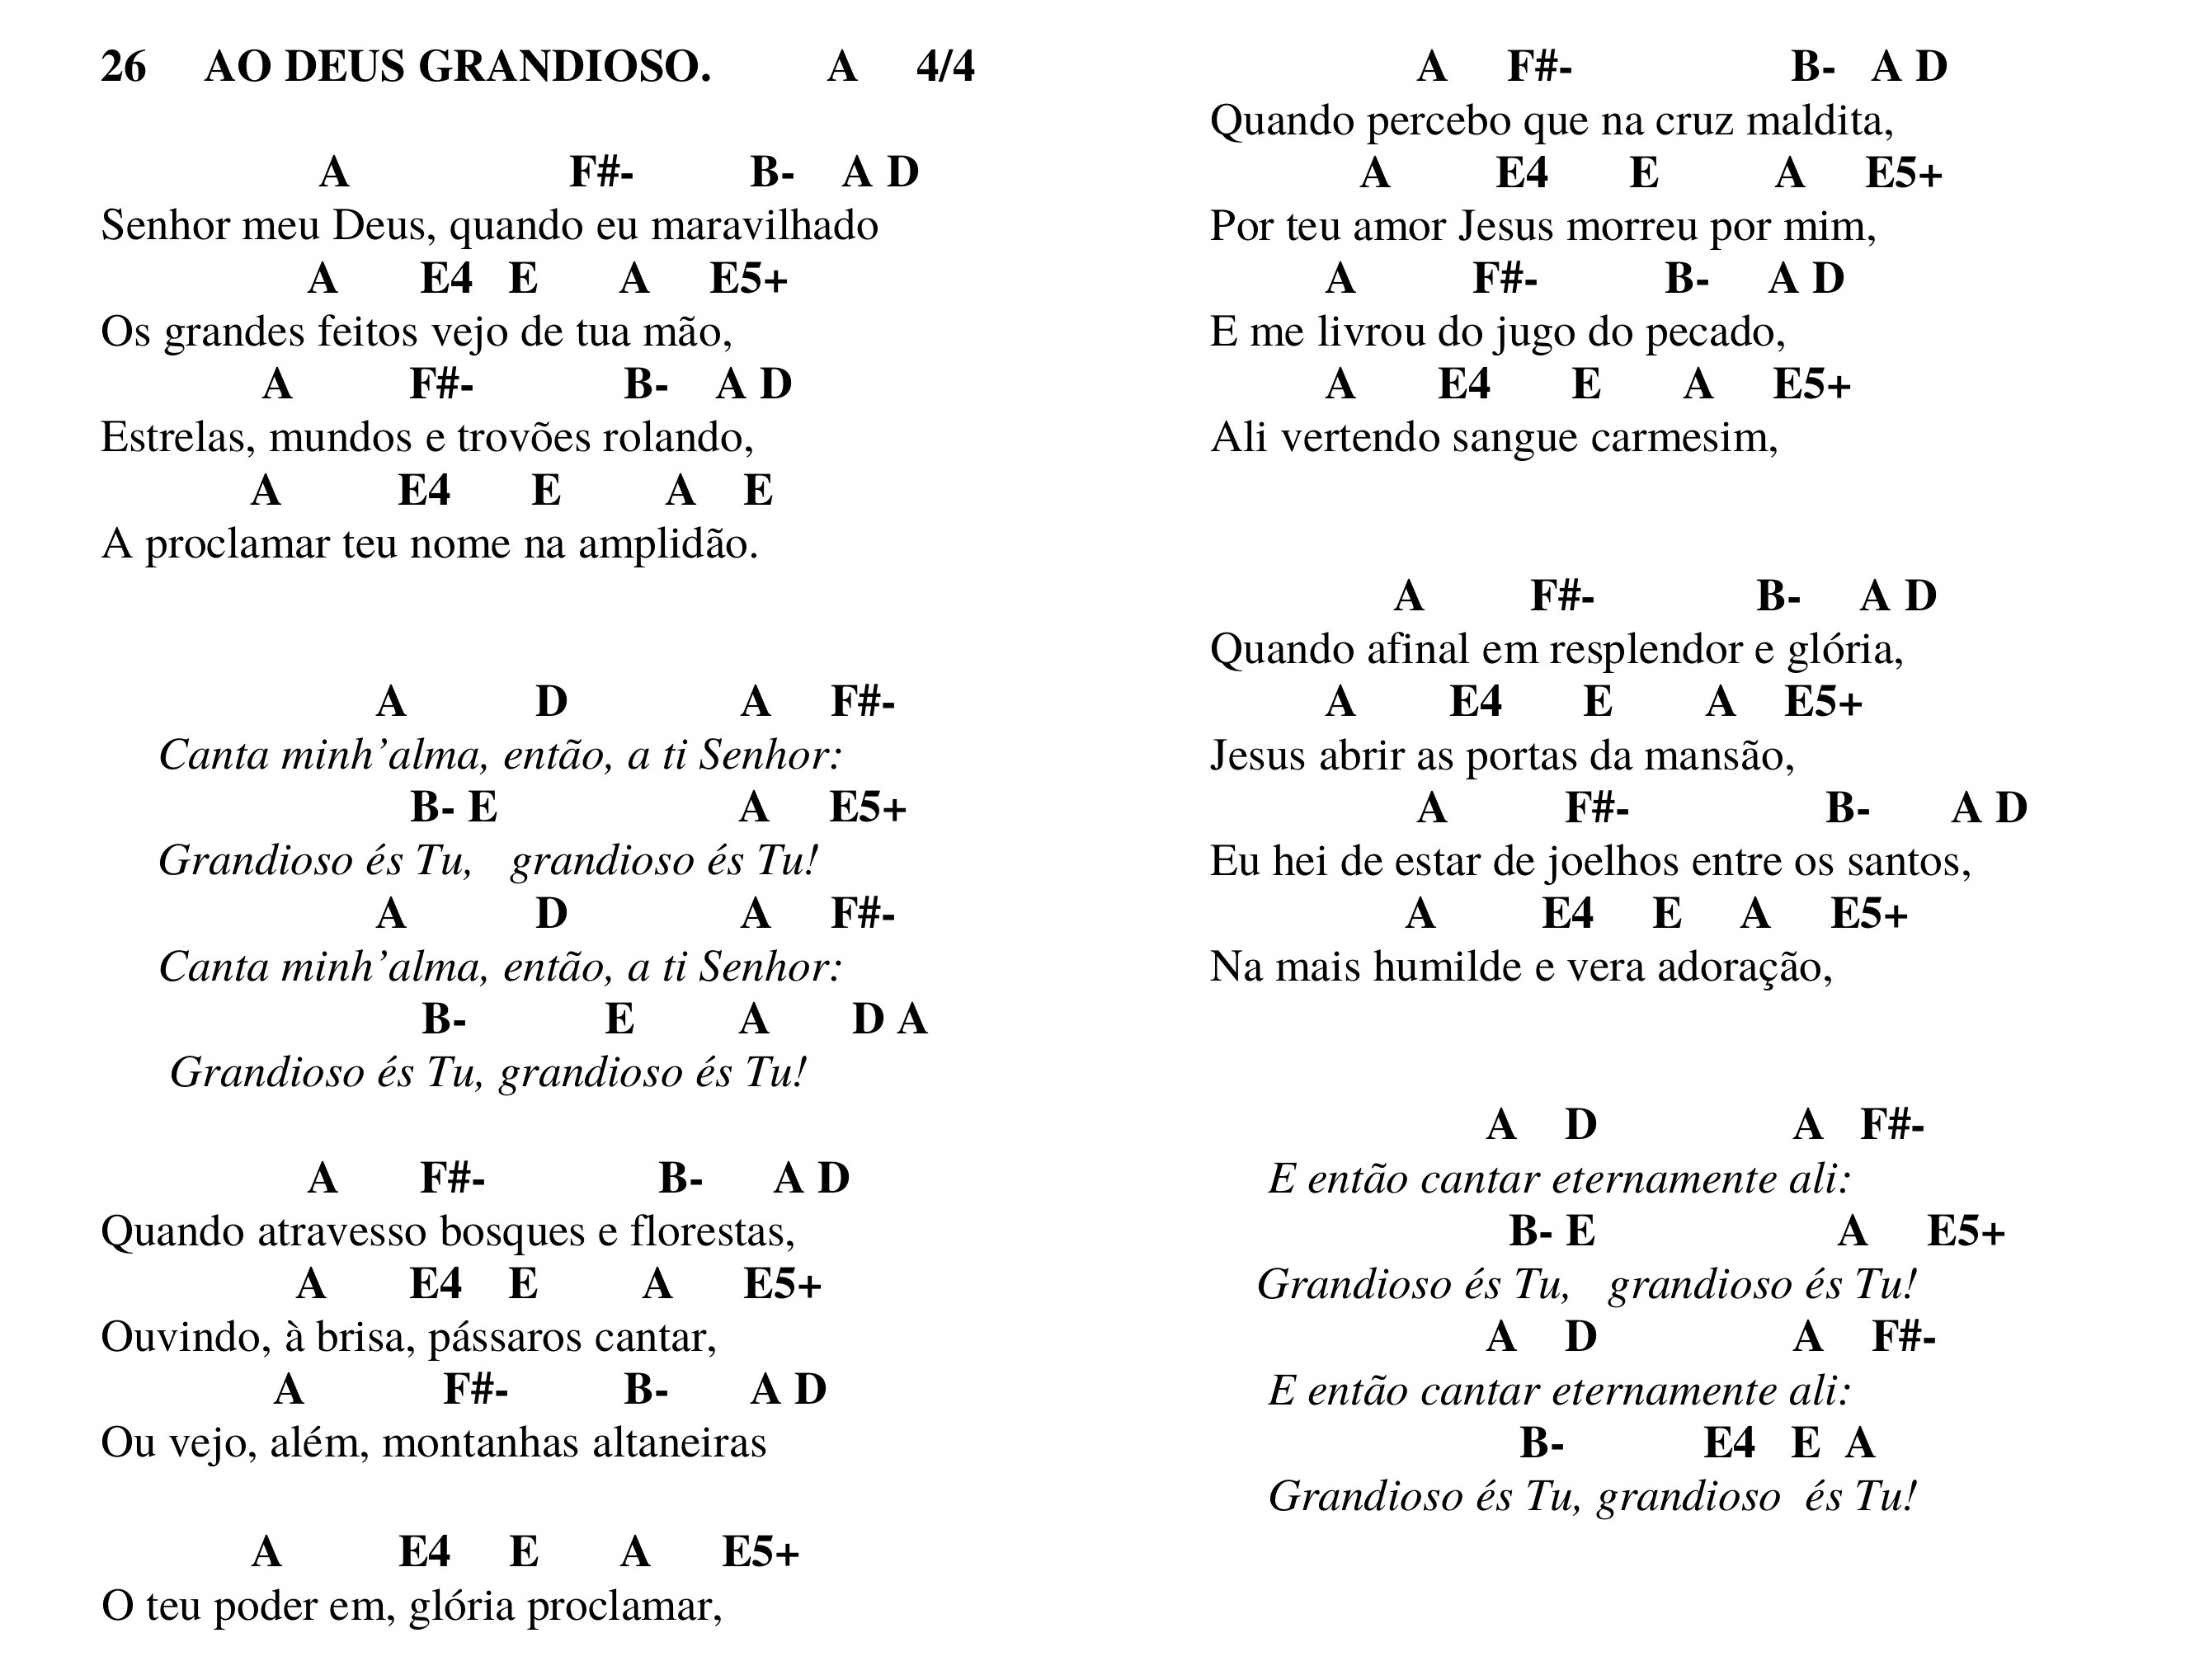 26 AO DEUS GRANDIOSO. A 4/4
A F#- B- A D
Senhor meu Deus, quando eu maravilhado
A E4 E A E5+
Os grandes feitos vejo de tua mão,
A F#- B- A D
Estrelas, mundos e trovões rolando,
A E4 E A E
A proclamar teu nome na amplidão.
A D A F#-
Canta minh'alma, então, a ti Senhor:
B- E A E5+
Grandioso és Tu, grandioso és Tu!
A D A F#-
Canta minh'alma, então, a ti Senhor:
B- E A D A
Grandioso és Tu, grandioso és Tu!
A F#- B- A D
Quando atravesso bosques e florestas,
A E4 E A E5+
Ouvindo, à brisa, pássaros cantar,
A F#- B- A D
Ou vejo, além, montanhas altaneiras
A E4 E A E5+
O teu poder em, glória proclamar,
A F#- B- A D
Quando percebo que na cruz maldita,
A E4 E A E5+
Por teu amor Jesus morreu por mim,
A F#- B- A D
E me livrou do jugo do pecado,
A E4 E A E5+
Ali vertendo sangue carmesim,
A F#- B- A D
Quando afinal em resplendor e glória,
A E4 E A E5+
Jesus abrir as portas da mansão,
A F#- B- A D
Eu hei de estar de joelhos entre os santos,
A E4 E A E5+
Na mais humilde e vera adoração,
A D A F#-
E então cantar eternamente ali:
B- E A E5+
Grandioso és Tu, grandioso és Tu!
A D A F#-
E então cantar eternamente ali:
B- E4 E A
Grandioso és Tu, grandioso és Tu!